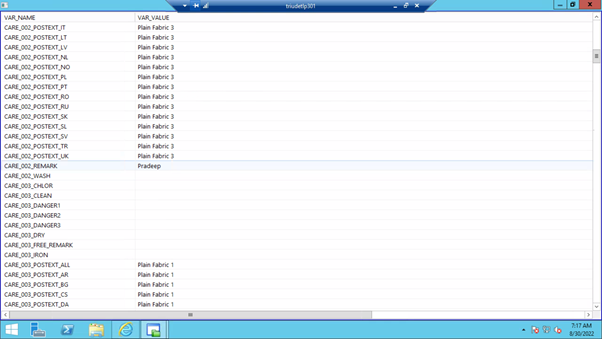 triudetlp301
VAR_NAME VAR_VALUE
CARE_002_POSTEXT_IT Plain Fabric 3
CARE_002_POSTEXT_LT Plain Fabric 3
CARE_002_POSTEXT_LV Plain Fabric 3
CARE_002_POSTEXT_NL Plain Fabric 3
CARE_002_POSTEXT_NO Plain Fabric 3
CARE_002_POSTEXT_PL Plain Fabric 3
CARE_002_POSTEXT_PT Plain Fabric 3
CARE_002_POSTEXT_RO Plain Fabric 3
CARE_002_POSTEXT_RU Plain Fabric 3
CARE_002_POSTEXT_SK Plain Fabric 3
CARE_002_POSTEXT_SL Plain Fabric 3
CARE_002_POSTEXT_SV Plain Fabric 3
CARE_002_POSTEXT_TR Plain Fabric 3
CARE_002_POSTEXT_UK Plain Fabric 3
CARE_002_REMARK Pradeep
CARE_002_WASH
CARE_003_CHLOR
CARE_003_CLEAN
CARE_003_DANGER1
CARE_003_DANGER2
CARE_003_DANGER3
CARE_003_DRY
CARE_003_FREE_REMARK
CARE_003_IRON
CARE_003_POSTEXT_ALL Plain Fabric 1
CARE_003_POSTEXT_AR Plain Fabric 1
CARE_003_POSTEXT_BG Plain Fabric 1
CARE_003_POSTEXT_CS Plain Fabric 1
CARE_003_POSTEXT_DA Plain Fabric 1
7:17 AM
8/30/2022